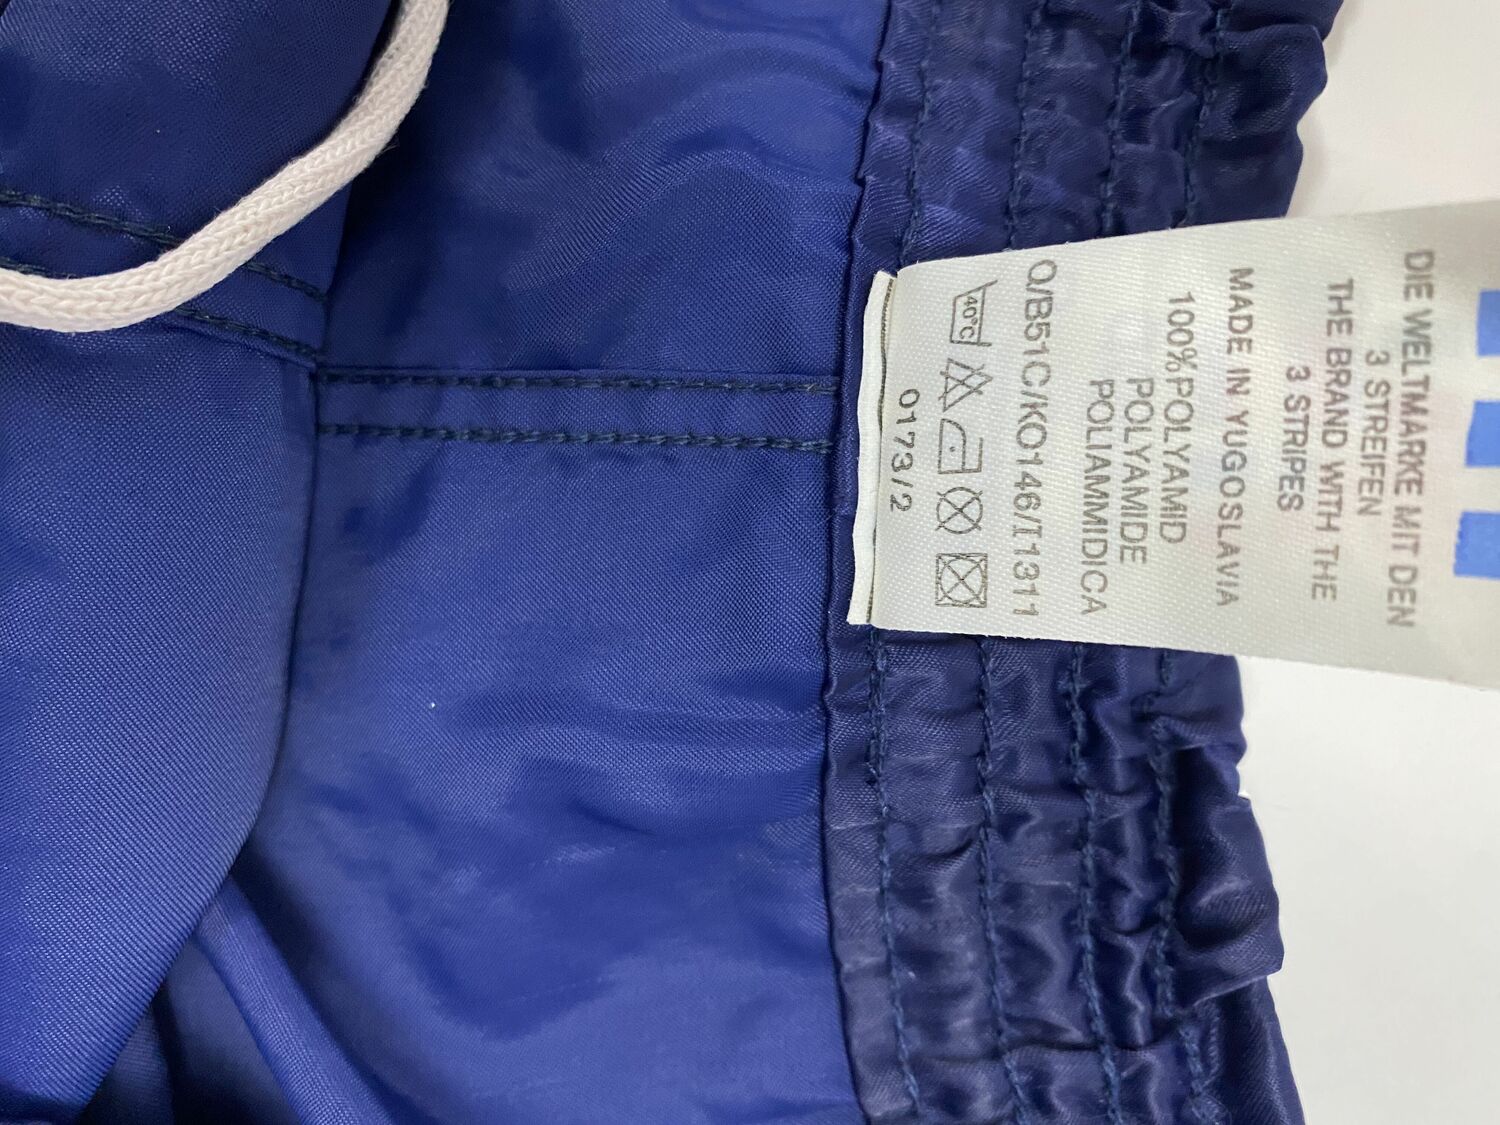 DIE WELTMARKE MIT DEN
3 STREIFEN
THE BRAND WITH THE
3 STRIPES
MADE IN YUGOSLAVIA
100%POLYAMID
POLYAMIDE
POLIAMMIDICA
O/B51C/KO146/I1311
40°C
0173/2